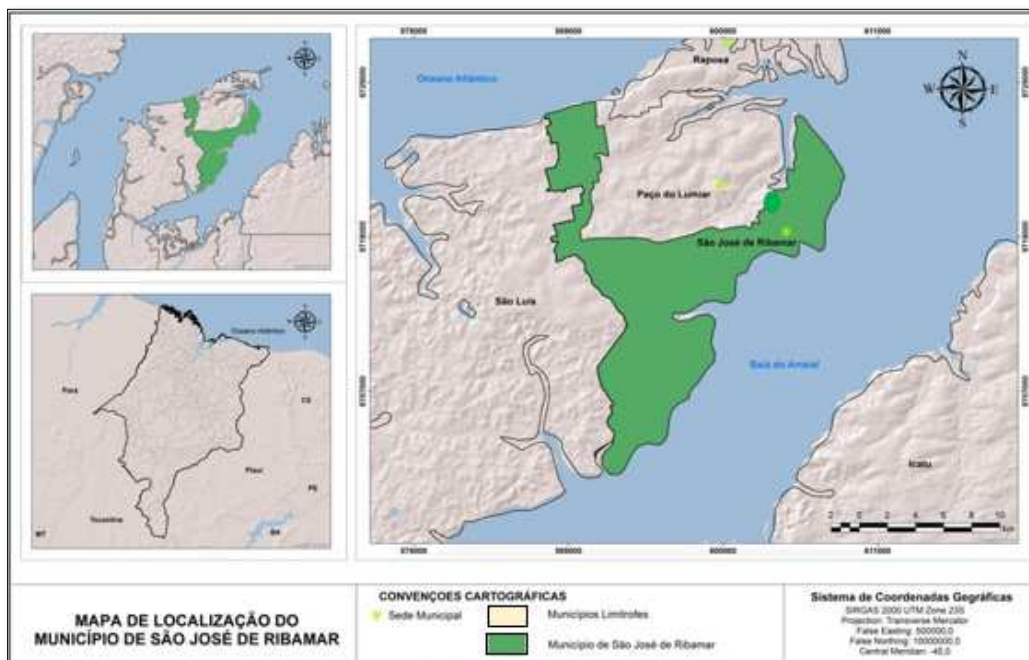 N
W E
S
Oceano Atlântico
Raposa
Paço do Lumiar
São José de Ribamar
São Luís
Baía do Arraial
Icatu
Km
Oceano Atlântico
Pará
CE
Piauí
PE
Tocantins
BA
MT
MAPA DE LOCALIZAÇÃO DO
MUNICÍPIO DE SÃO JOSÉ DE RIBAMAR
CONVENÇÕES CARTOGRÁFICAS
Sede Municipal
Municípios Limítrofes
Município de São José de Ribamar
Sistema de Coordenadas Gegráficas
SIRGAS 2000 UTM Zone 23S
Projection: Transverse Mercator
False Easting: 500000,0
False Northing: 10000000,0
Central Meridian: -45,0